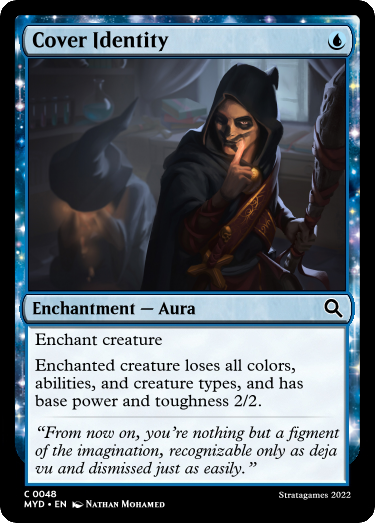 Cover Identity
Enchantment — Aura
Enchant creature
Enchanted creature loses all colors,
abilities, and creature types, and has
base power and toughness 2/2.
“From now on, you’re nothing but a figment
of the imagination, recognizable only as deja
vu and dismissed just as easily.”
C 0048
Stratagames 2022
MYD • EN Nathan Mohamed